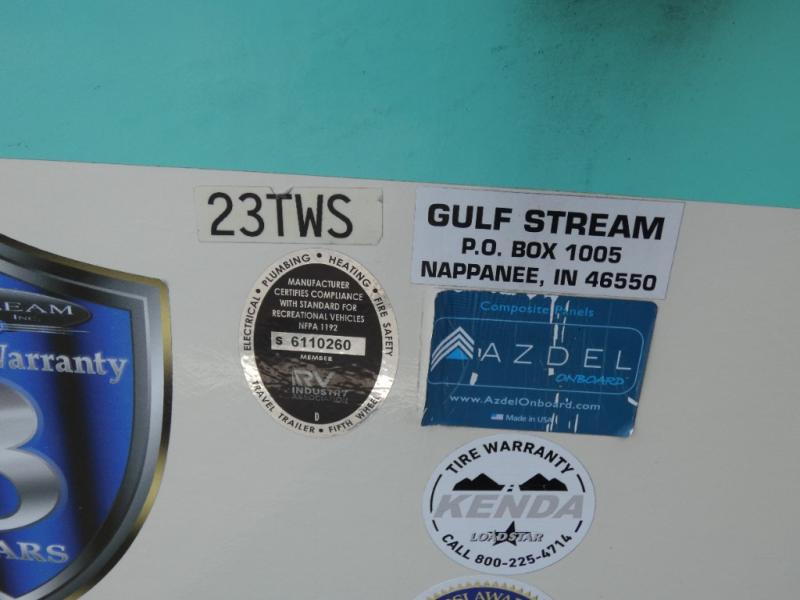 23TWS
GULF STREAM
P.O. BOX 1005
NAPPANEE, IN 46550
ELECTRICAL • PLUMBING • HEATING • FIRE SAFETY
MANUFACTURER
CERTIFIES COMPLIANCE
WITH STANDARD FOR
RECREATIONAL VEHICLES
NFPA 1192
S 6110260
MEMBER
RV
INDUSTRY
ASSOCIATION
D
TRAVEL TRAILER • FIFTH WHEEL
Composite Panels
AZDEL
ONBOARD
www.AzdelOnboard.com
Made in USA
EAM
INC.
Warranty
3
ARS
TIRE WARRANTY
KENDA
LOADSTAR
CALL 800-225-4714